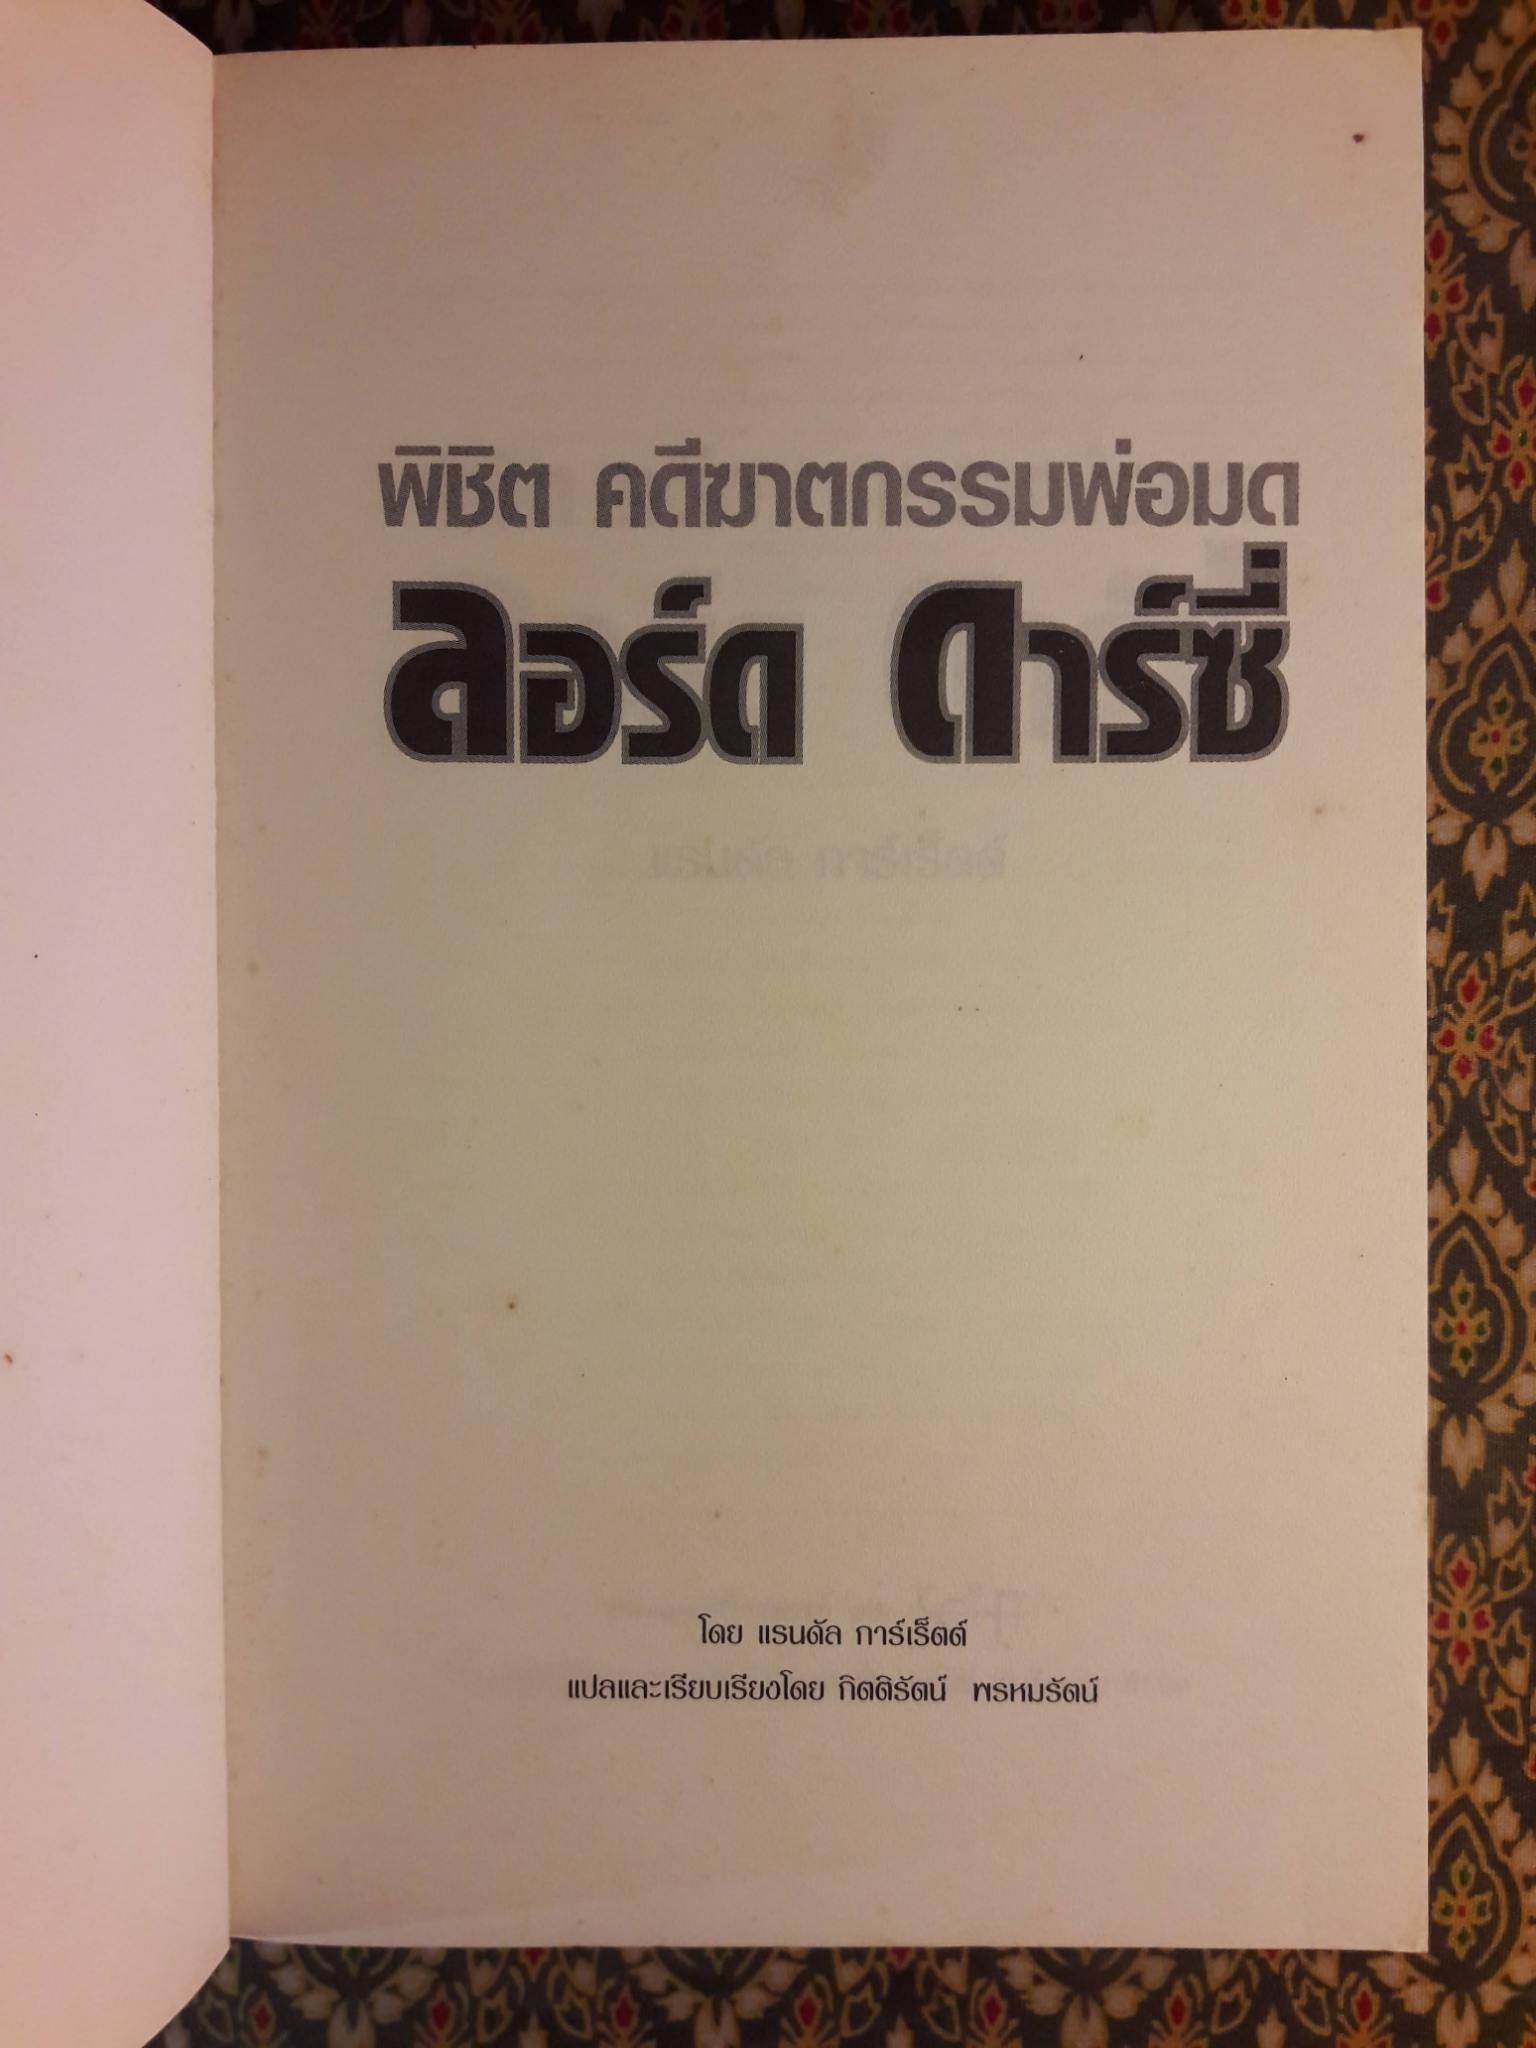 พิชิต คดีฆาตกรรมพ่อมด
ลอร์ด ดาร์ซี่
โดย แรนดัล การ์เร็ตต์
แปลและเรียบเรียงโดย กิตติรัตน์ พรหมรัตน์